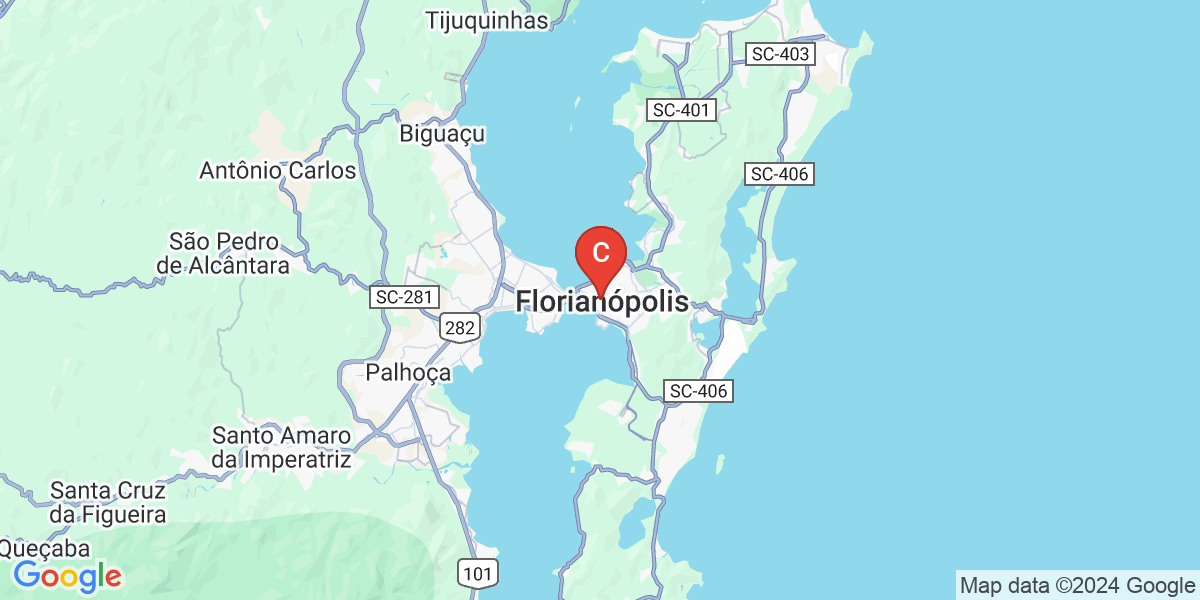 Tijuquinhas
SC-403
SC-401
Biguaçu
Antônio Carlos
SC-406
São Pedro
de Alcântara
C
SC-281
Florianópolis
282
Palhoça
SC-406
Santo Amaro
da Imperatriz
Santa Cruz
da Figueira
Queçaba
101
Google
Map data ©2024 Google